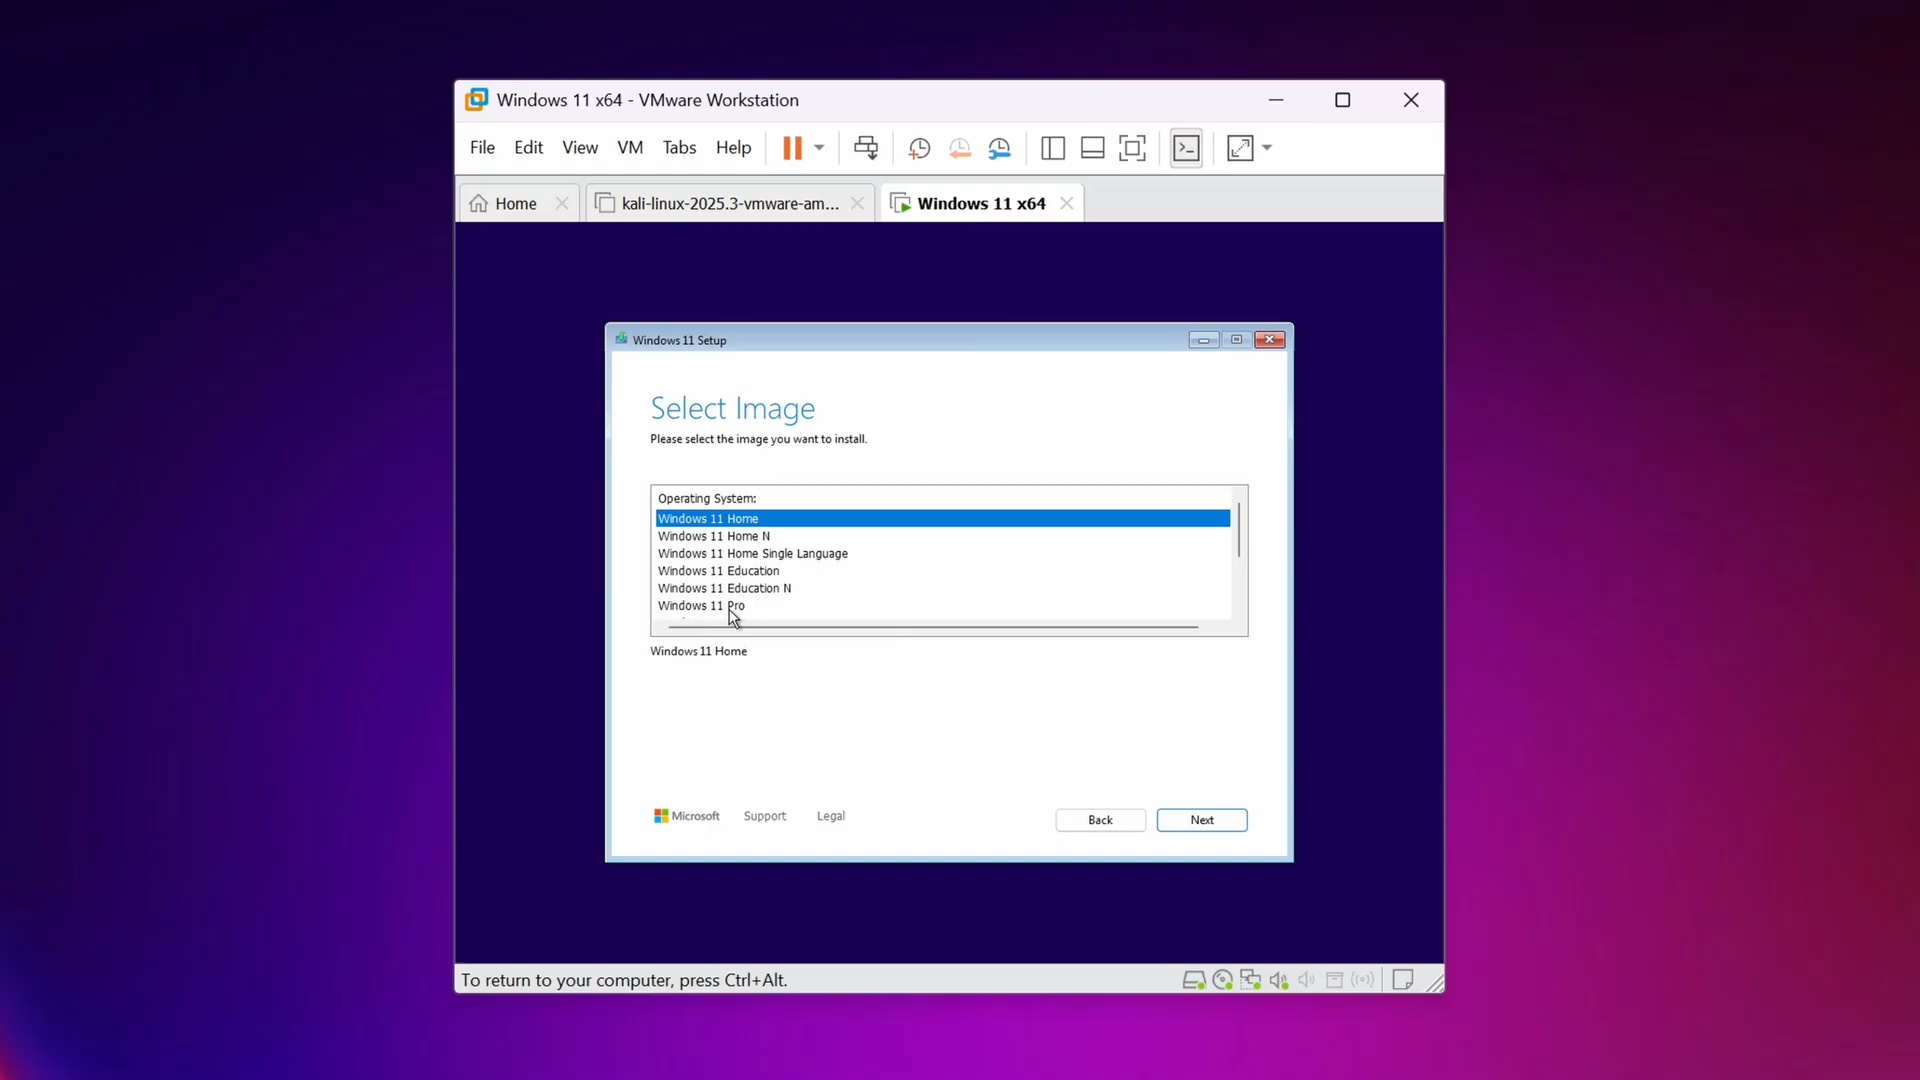 Windows 11 x64 - VMware Workstation
File Edit View VM Tabs Help
Home kali-linux-2025.3-vmware-am... Windows 11 x64
Windows 11 Setup
Select Image
Please select the image you want to install.
Operating System:
Windows 11 Home
Windows 11 Home N
Windows 11 Home Single Language
Windows 11 Education
Windows 11 Education N
Windows 11 Pro
Windows 11 Home
Microsoft Support Legal Back Next
To return to your computer, press Ctrl+Alt.